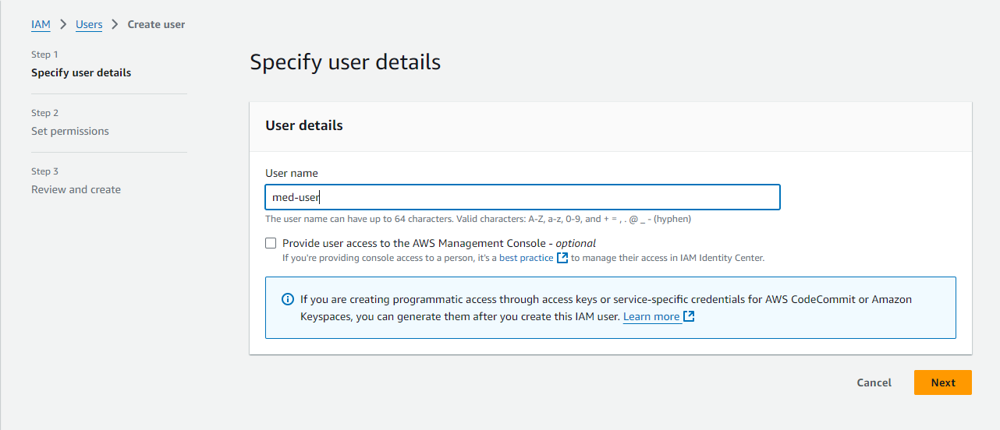 IAM > Users > Create user
Step 1
Specify user details
Step 2
Set permissions
Step 3
Review and create
Specify user details
User details
User name
med-user
The user name can have up to 64 characters. Valid characters: A-Z, a-z, 0-9, and + = , . @ _ - (hyphen)
Provide user access to the AWS Management Console - optional
If you're providing console access to a person, it's a best practice to manage their access in IAM Identity Center.
If you are creating programmatic access through access keys or service-specific credentials for AWS CodeCommit or Amazon
Keyspaces, you can generate them after you create this IAM user. Learn more
Cancel
Next